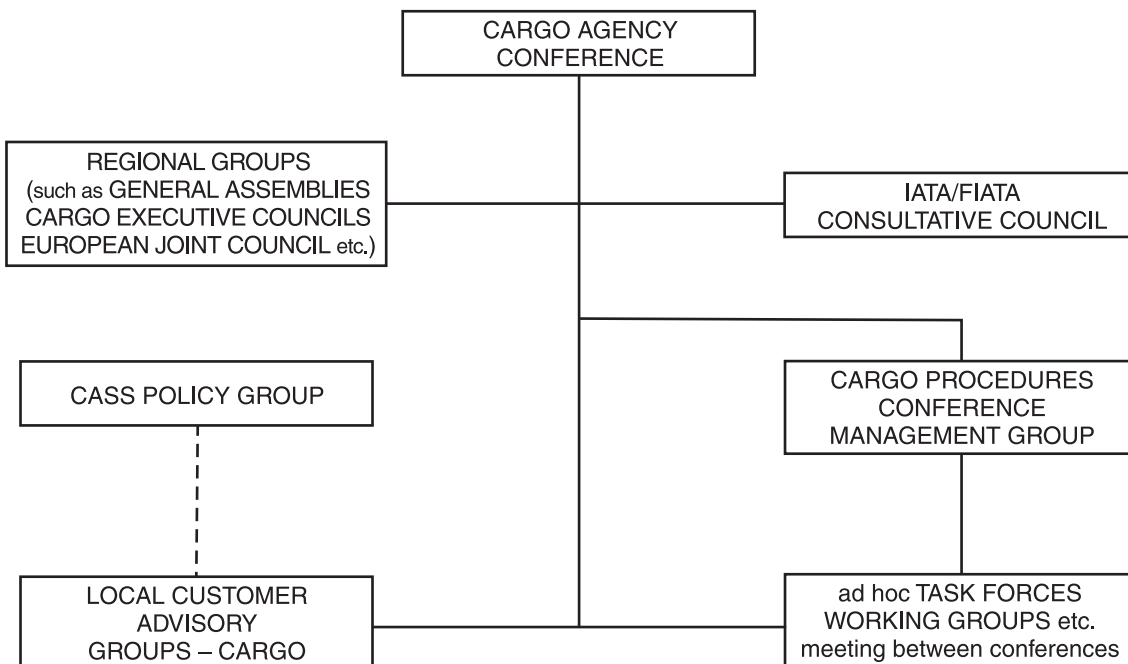 CARGO AGENCY
CONFERENCE
REGIONAL GROUPS
(such as GENERAL ASSEMBLIES
CARGO EXECUTIVE COUNCILS
EUROPEAN JOINT COUNCIL etc.)
IATA/FIATA
CONSULTATIVE COUNCIL
CASS POLICY GROUP
CARGO PROCEDURES
CONFERENCE
MANAGEMENT GROUP
LOCAL CUSTOMER
ADVISORY
GROUPS – CARGO
ad hoc TASK FORCES
WORKING GROUPS etc.
meeting between conferences